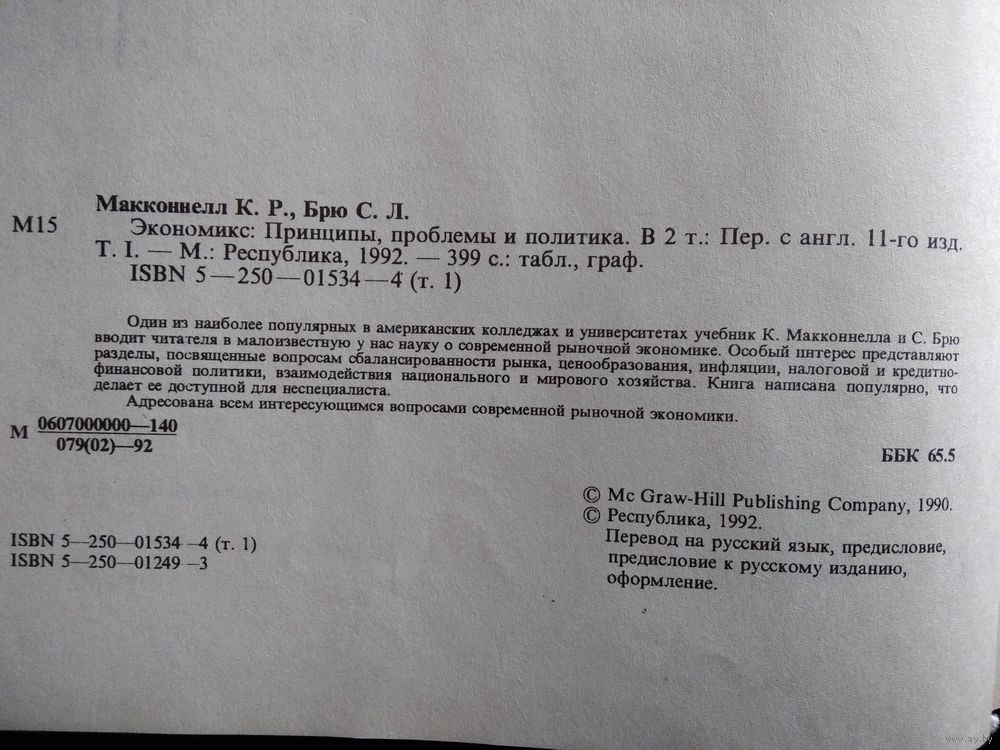 Макконнелл К. Р., Брю С. Л.
М15
Экономикс: Принципы, проблемы и политика. В 2 т.: Пер. с англ. 11-го изд.
Т. I. — М.: Республика, 1992. — 399 с.: табл., граф.
ISBN 5—250—01534—4 (т. 1)
Один из наиболее популярных в американских колледжах и университетах учебник К. Макконнелла и С. Брю
вводит читателя в малоизвестную у нас науку о современной рыночной экономике. Особый интерес представляют
разделы, посвященные вопросам сбалансированности рынка, ценообразования, инфляции, налоговой и кредитно-
финансовой политики, взаимодействия национального и мирового хозяйства. Книга написана популярно, что
делает ее доступной для неспециалиста.
Адресована всем интересующимся вопросами современной рыночной экономики.
М 0607000000—140
079(02)—92
ББК 65.5
© Mc Graw-Hill Publishing Company, 1990.
© Республика, 1992.
Перевод на русский язык, предисловие,
предисловие к русскому изданию,
оформление.
ISBN 5—250—01534 —4 (т. 1)
ISBN 5—250—01249 —3
www.ay.by